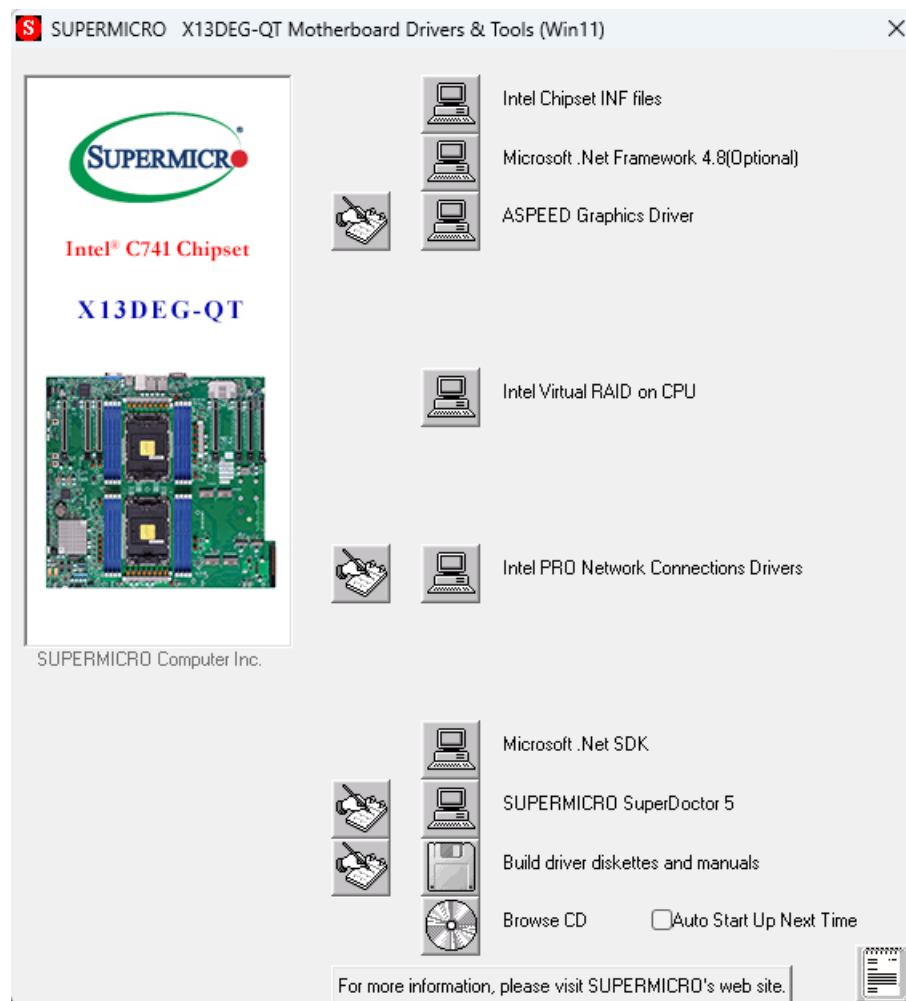 S SUPERMICRO X13DEG-QT Motherboard Drivers & Tools (Win11)
SUPERMICRO
Intel® C741 Chipset
X13DEG-QT
SUPERMICRO Computer Inc.
Intel Chipset INF files
Microsoft .Net Framework 4.8(Optional)
ASPEED Graphics Driver
Intel Virtual RAID on CPU
Intel PRO Network Connections Drivers
Microsoft .Net SDK
SUPERMICRO SuperDoctor 5
Build driver diskettes and manuals
Browse CD Auto Start Up Next Time
For more information, please visit SUPERMICRO's web site.